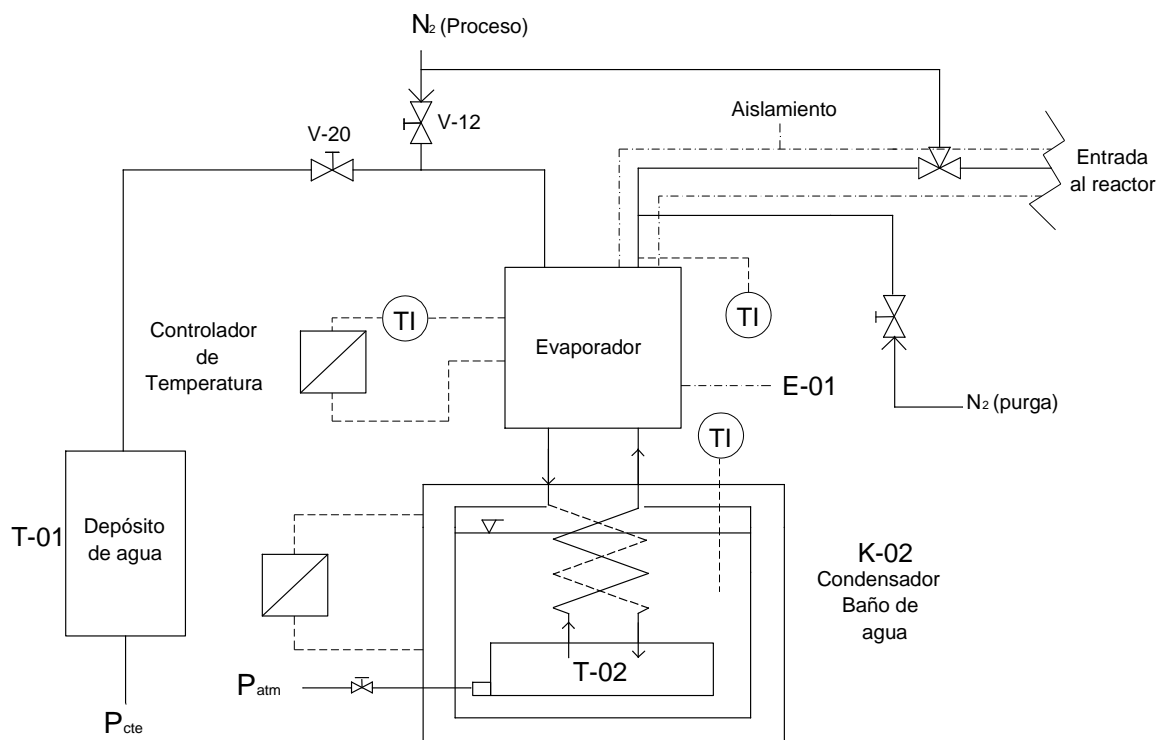 N2 (Proceso)
V-12
V-20
Aislamiento
Entrada
al reactor
TI
TI
Controlador
de
Temperatura
Evaporador
E-01
N2 (purga)
TI
T-01
Depósito
de agua
K-02
Condensador
Baño de
agua
T-02
Patm
Pcte